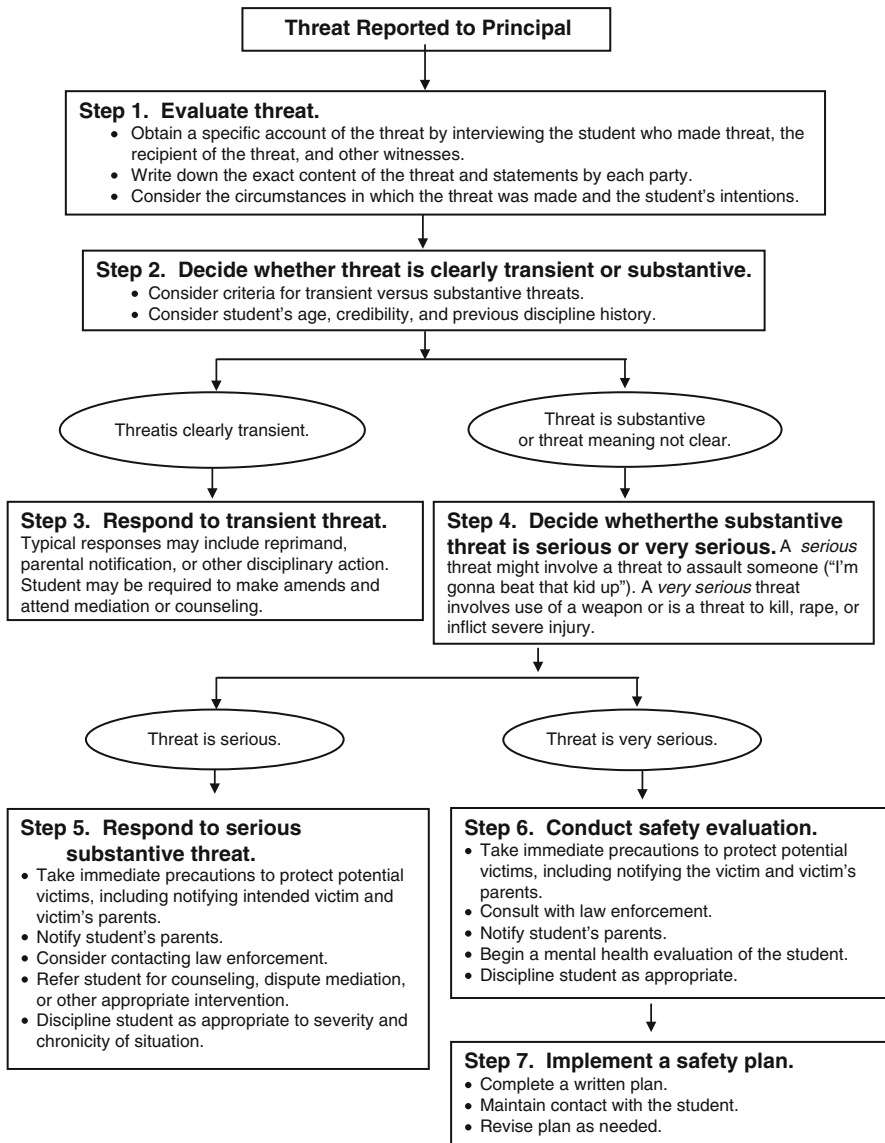 Threat Reported to Principal
Step 1. Evaluate threat.
• Obtain a specific account of the threat by interviewing the student who made threat, the
recipient of the threat, and other witnesses.
• Write down the exact content of the threat and statements by each party.
• Consider the circumstances in which the threat was made and the student's intentions.
Step 2. Decide whether threat is clearly transient or substantive.
• Consider criteria for transient versus substantive threats.
• Consider student's age, credibility, and previous discipline history.
Threatis clearly transient.
Threat is substantive
or threat meaning not clear.
Step 3. Respond to transient threat.
Typical responses may include reprimand,
parental notification, or other disciplinary action.
Student may be required to make amends and
attend mediation or counseling.
Step 4. Decide whetherthe substantive
threat is serious or very serious. A serious
threat might involve a threat to assault someone ("I'm
gonna beat that kid up"). A very serious threat
involves use of a weapon or is a threat to kill, rape, or
inflict severe injury.
Threat is serious.
Threat is very serious.
Step 5. Respond to serious
substantive threat.
• Take immediate precautions to protect potential
victims, including notifying intended victim and
victim's parents.
• Notify student's parents.
• Consider contacting law enforcement.
• Refer student for counseling, dispute mediation,
or other appropriate intervention.
• Discipline student as appropriate to severity and
chronicity of situation.
Step 6. Conduct safety evaluation.
• Take immediate precautions to protect potential
victims, including notifying the victim and victim's
parents.
• Consult with law enforcement.
• Notify student's parents.
• Begin a mental health evaluation of the student.
• Discipline student as appropriate.
Step 7. Implement a safety plan.
• Complete a written plan.
• Maintain contact with the student.
• Revise plan as needed.